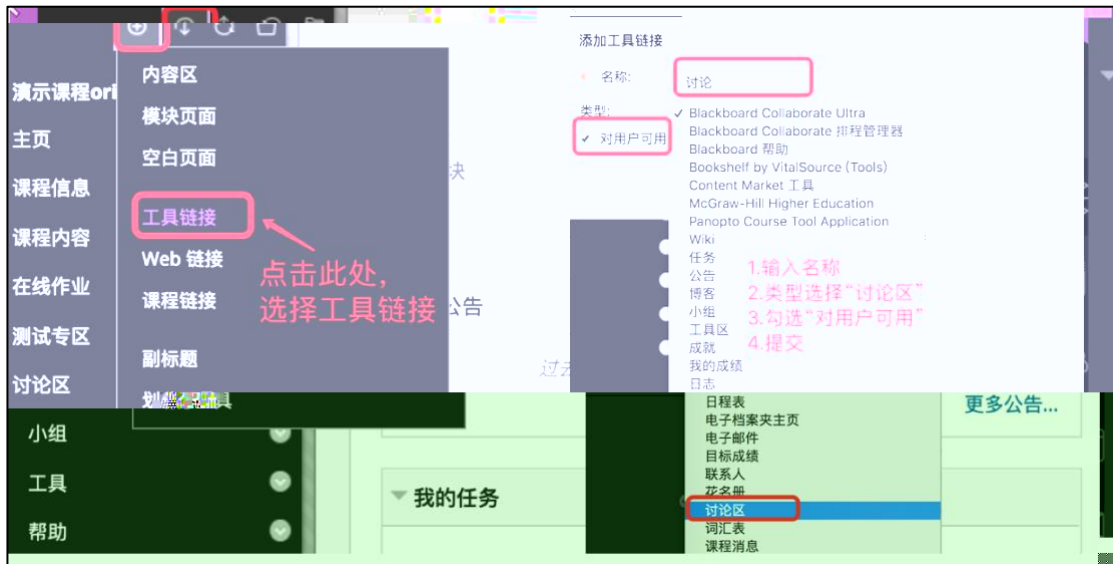 演示课程ori
主页
课程信息
课程内容
在线作业
测试专区
讨论区
小组
工具
帮助
内容区
模块页面
空白页面
工具链接
Web 链接
课程链接
副标题
点击此处,
选择工具链接
块
公告
过去
我的任务
添加工具链接
名称:
讨论
类型:
对用户可用
✓ Blackboard Collaborate Ultra
Blackboard Collaborate 排程管理器
Blackboard 帮助
Bookshelf by VitalSource (Tools)
Content Market 工具
McGraw-Hill Higher Education
Panopto Course Tool Application
Wiki
任务
公告
博客
小组
工具区
成就
我的成绩
日志
日程表
电子档案夹主页
电子邮件
目标成绩
联系人
花名册
讨论区
词汇表
课程消息
1.输入名称
2.类型选择“讨论区”
3.勾选“对用户可用”
4.提交
更多公告...